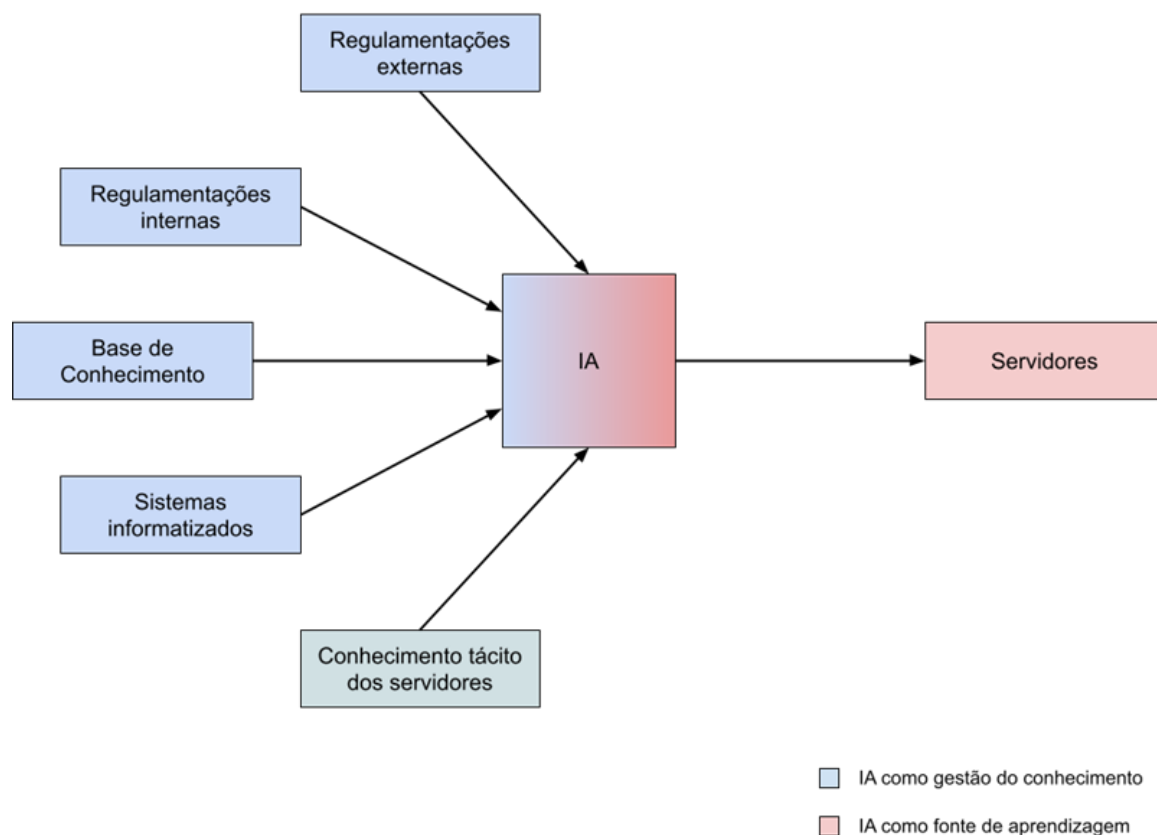 Regulamentações
externas
Regulamentações
internas
IA
Base de
Conhecimento
Servidores
Sistemas
informatizados
Conhecimento tácito
dos servidores
IA como gestão do conhecimento
IA como fonte de aprendizagem